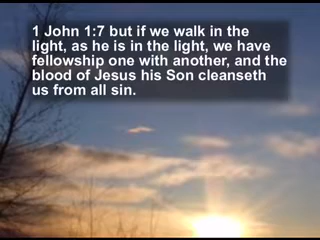 1 John 1:7 but if we walk in the
light, as he is in the light, we have
fellowship one with another, and the
blood of Jesus his Son cleanseth
us from all sin.